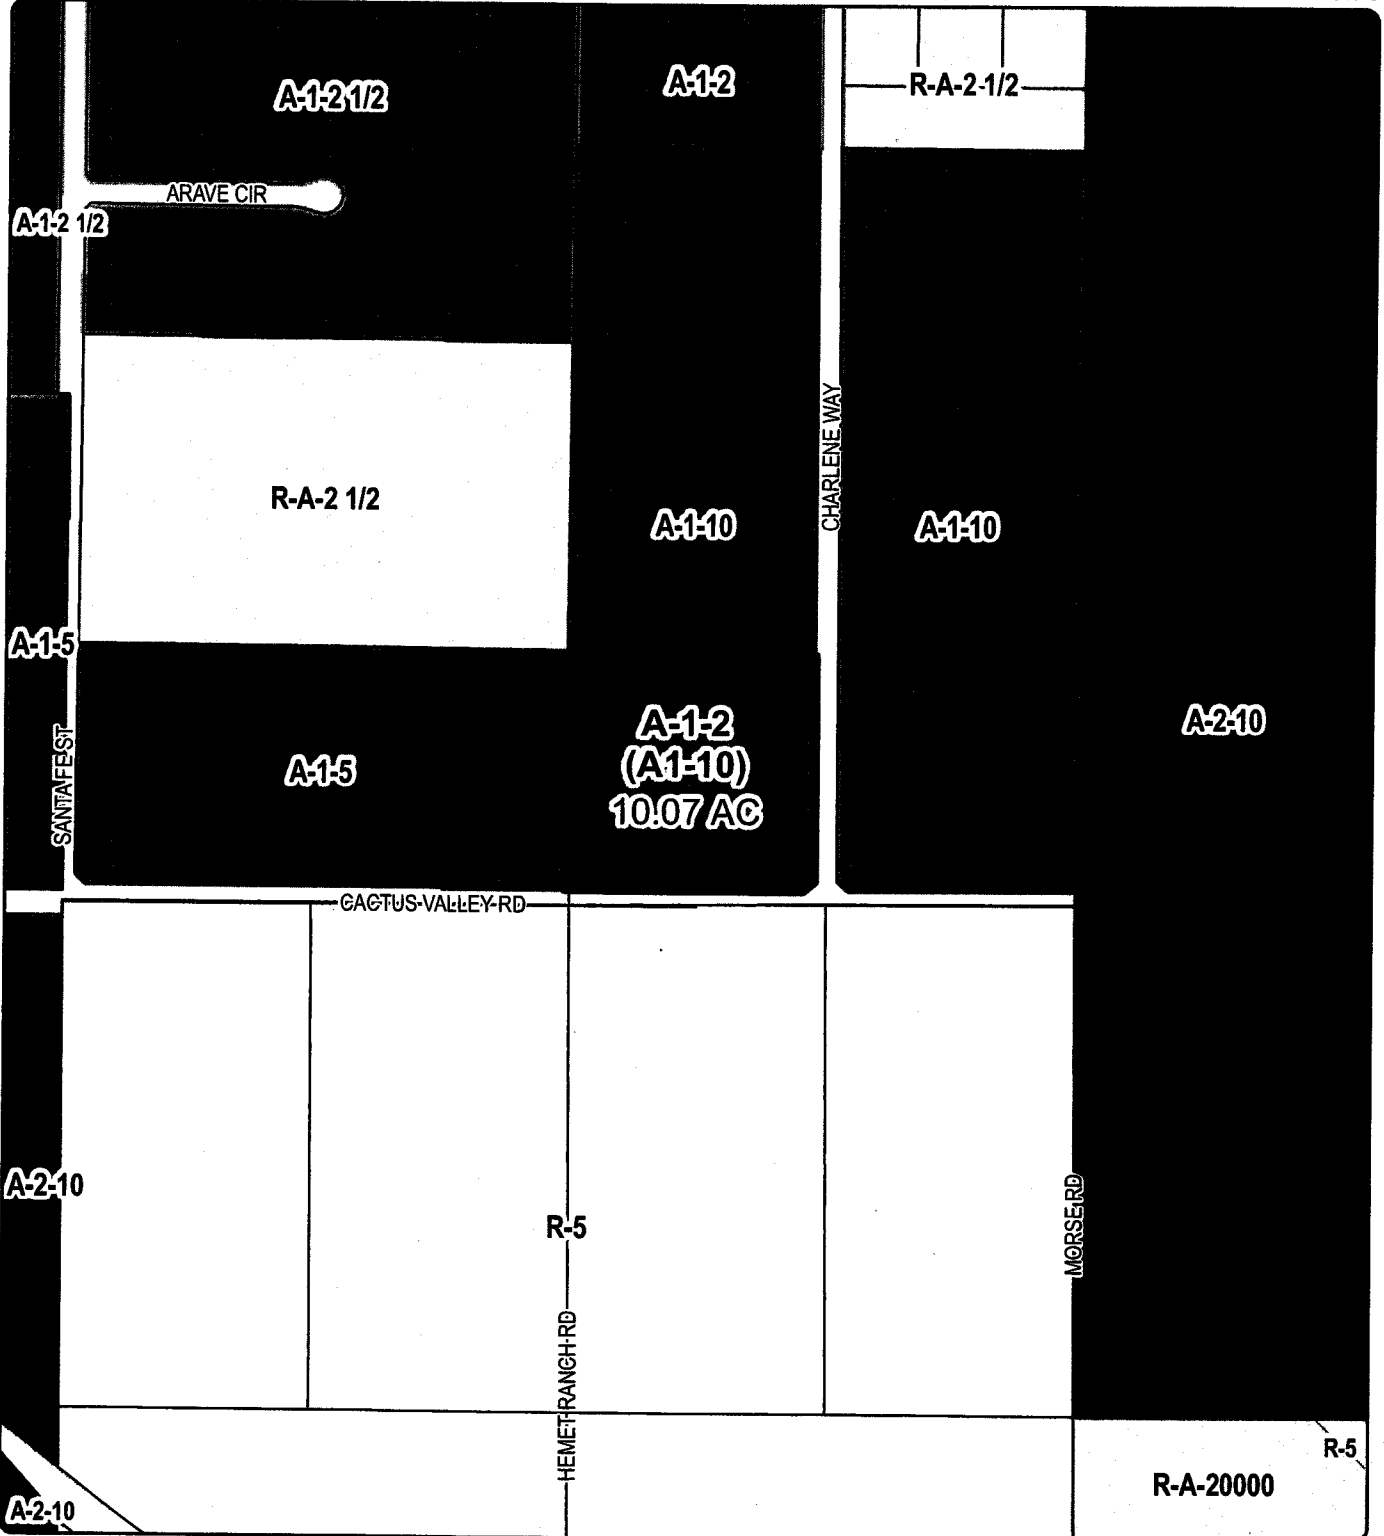 A-1-2 1/2
A-1-2
R-A-2 1/2
ARAVE CIR
A-1-2 1/2
CHARLENE WAY
R-A-2 1/2
A-1-10
A-1-10
A-1-5
SANTA FE ST
A-1-5
A-1-2
(A1-10)
10.07 AC
A-2-10
CACTUS VALLEY RD
A-2-10
R-5
MORSE RD
HEMET RANCH RD
R-5
R-A-20000
A-2-10